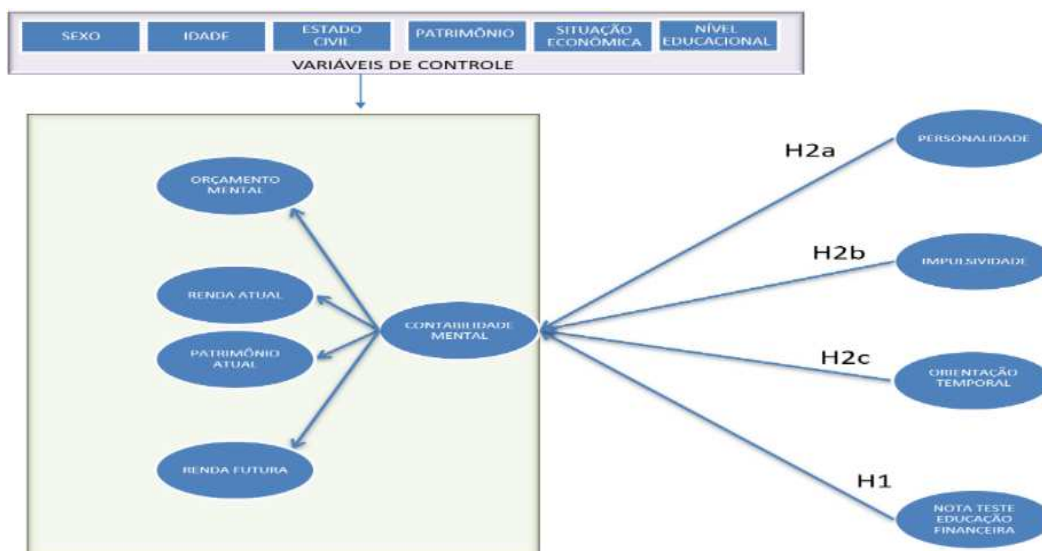 SEXO
IDADE
ESTADO
CIVIL
PATRIMÔNIO
SITUAÇÃO
ECONÔMICA
NÍVEL
EDUCACIONAL
VARIÁVEIS DE CONTROLE
ORÇAMENTO
MENTAL
RENDA ATUAL
PATRIMÔNIO
ATUAL
RENDA FUTURA
CONTABILIDADE
MENTAL
H2a
PERSONALIDADE
H2b
IMPULSIVIDADE
H2c
ORIENTAÇÃO
TEMPORAL
H1
NOTA TESTE
EDUCAÇÃO
FINANCEIRA